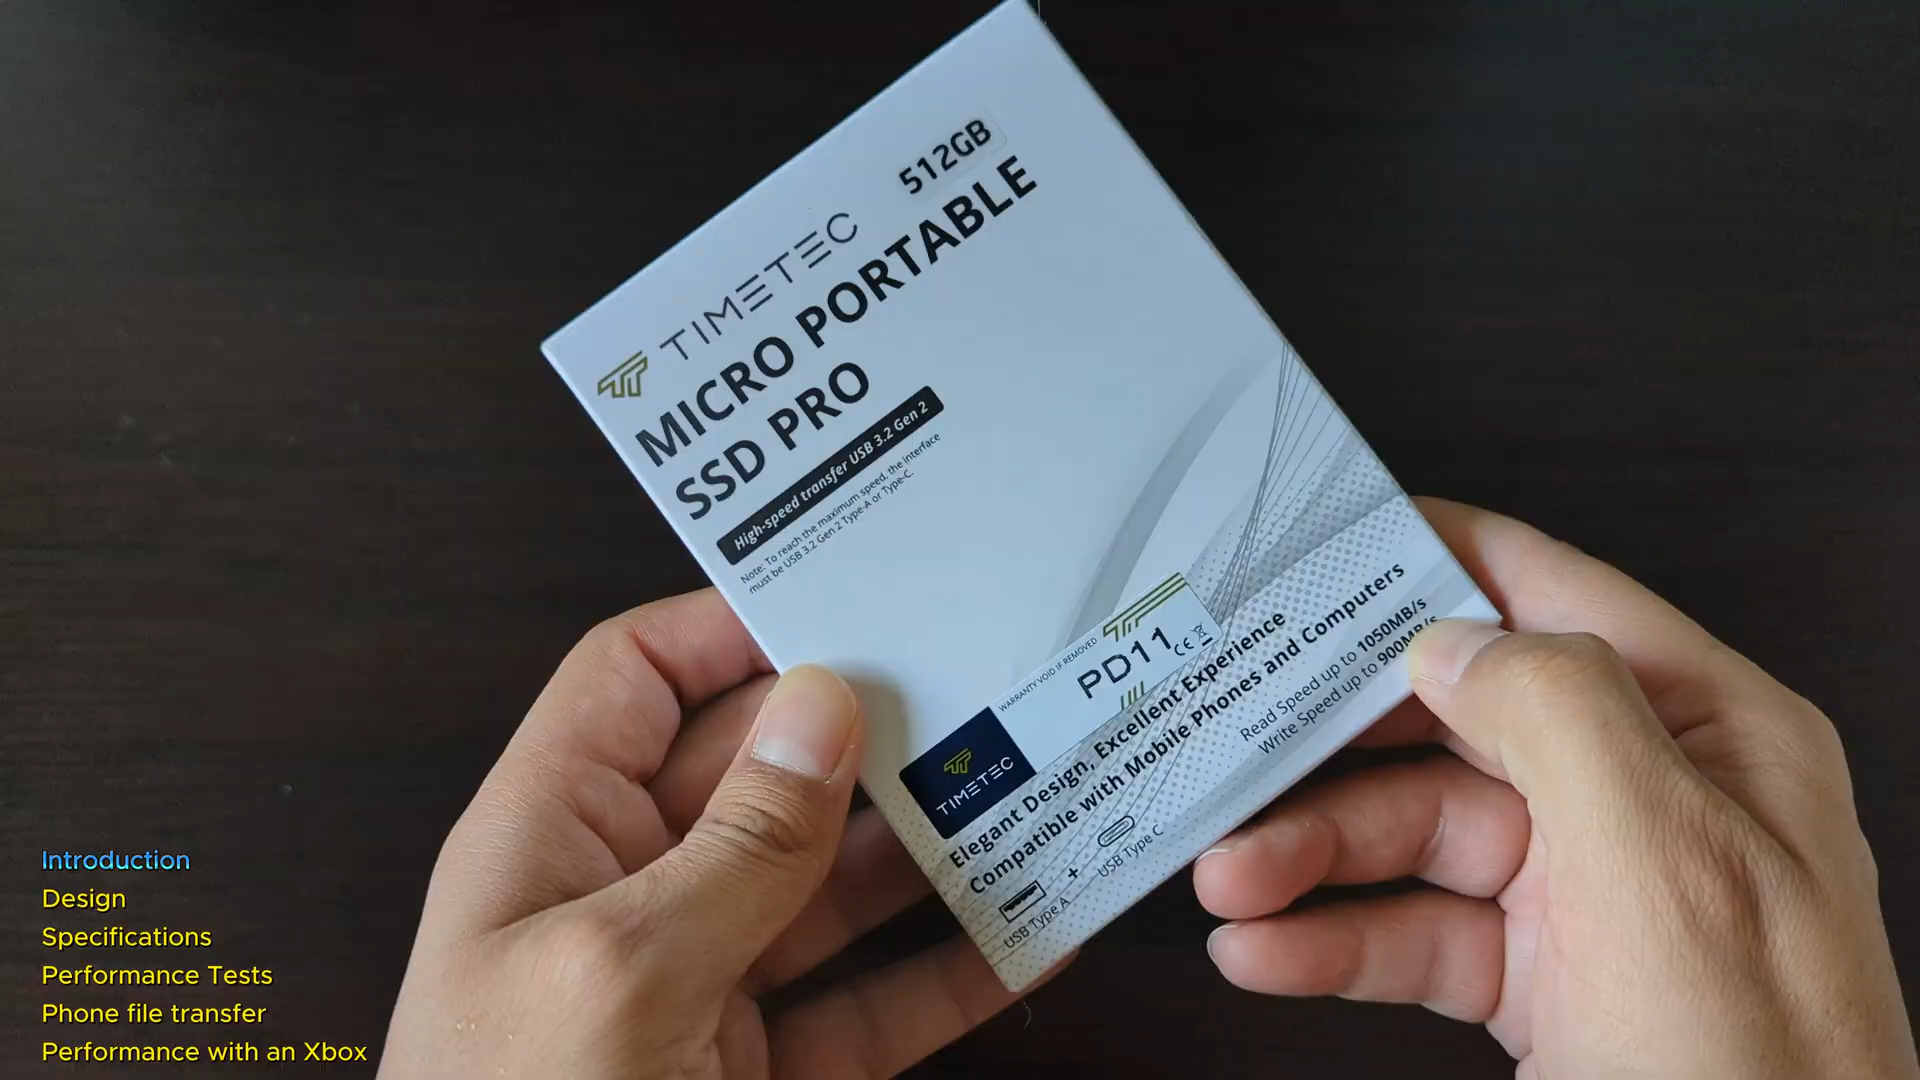 512GB
TIMETEC
MICRO PORTABLE
SSD PRO
High-speed transfer USB 3.2 Gen 2
Note: To reach the maximum speed, the interface
must be USB 3.2 Gen 2 Type-A or Type-C.
WARRANTY VOID IF REMOVED
PD11
CE
TIMETEC
Elegant Design, Excellent Experience
Compatible with Mobile Phones and Computers
Read Speed up to 1050MB/s
Write Speed up to 900MB/s
USB Type A
+
USB Type C
Introduction
Design
Specifications
Performance Tests
Phone file transfer
Performance with an Xbox